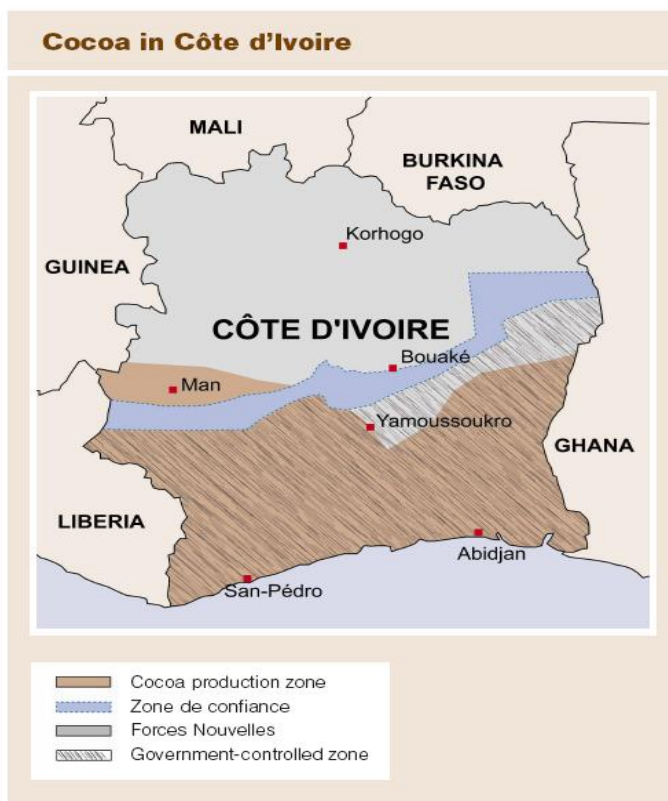 Cocoa in Côte d'Ivoire
MALI
BURKINA
FASO
Korhogo
GUINEA
CÔTE D'IVOIRE
Bouaké
Man
Yamoussoukro
GHANA
LIBERIA
Abidjan
San-Pédro
Cocoa production zone
Zone de confiance
Forces Nouvelles
Government-controlled zone